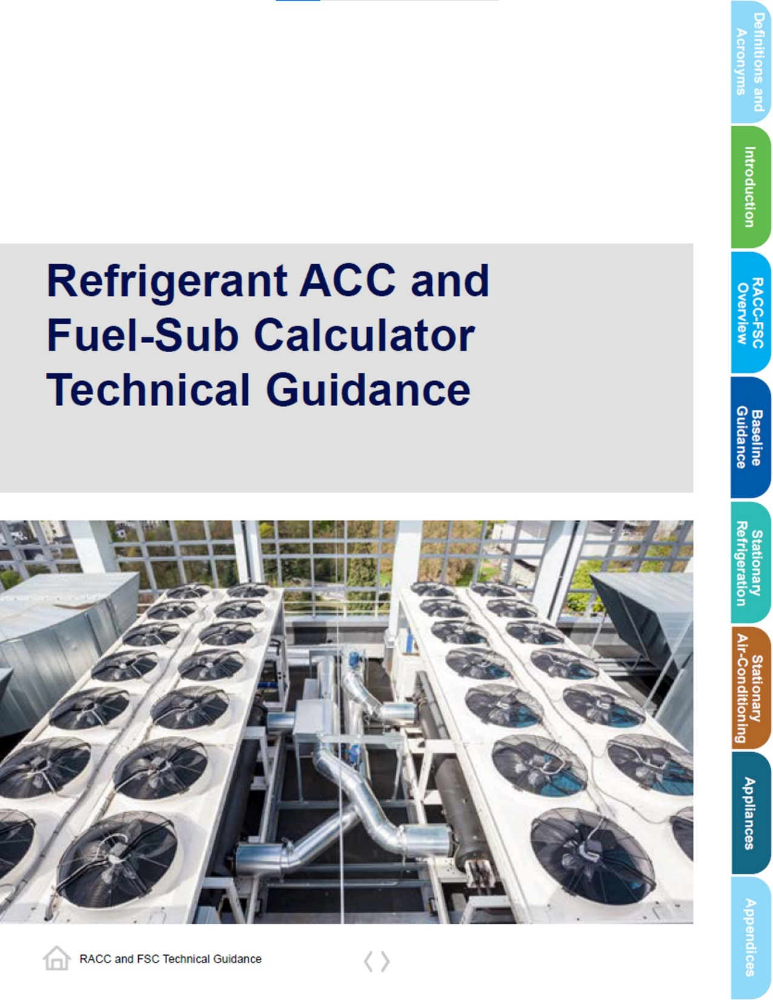 Refrigerant ACC and
Fuel-Sub Calculator
Technical Guidance
RACC and FSC Technical Guidance
Definitions and
Acronyms
Introduction
RACC-FSC
Overview
Baseline
Guidance
Stationary
Refrigeration
Stationary
Air-Conditioning
Appliances
Appendices